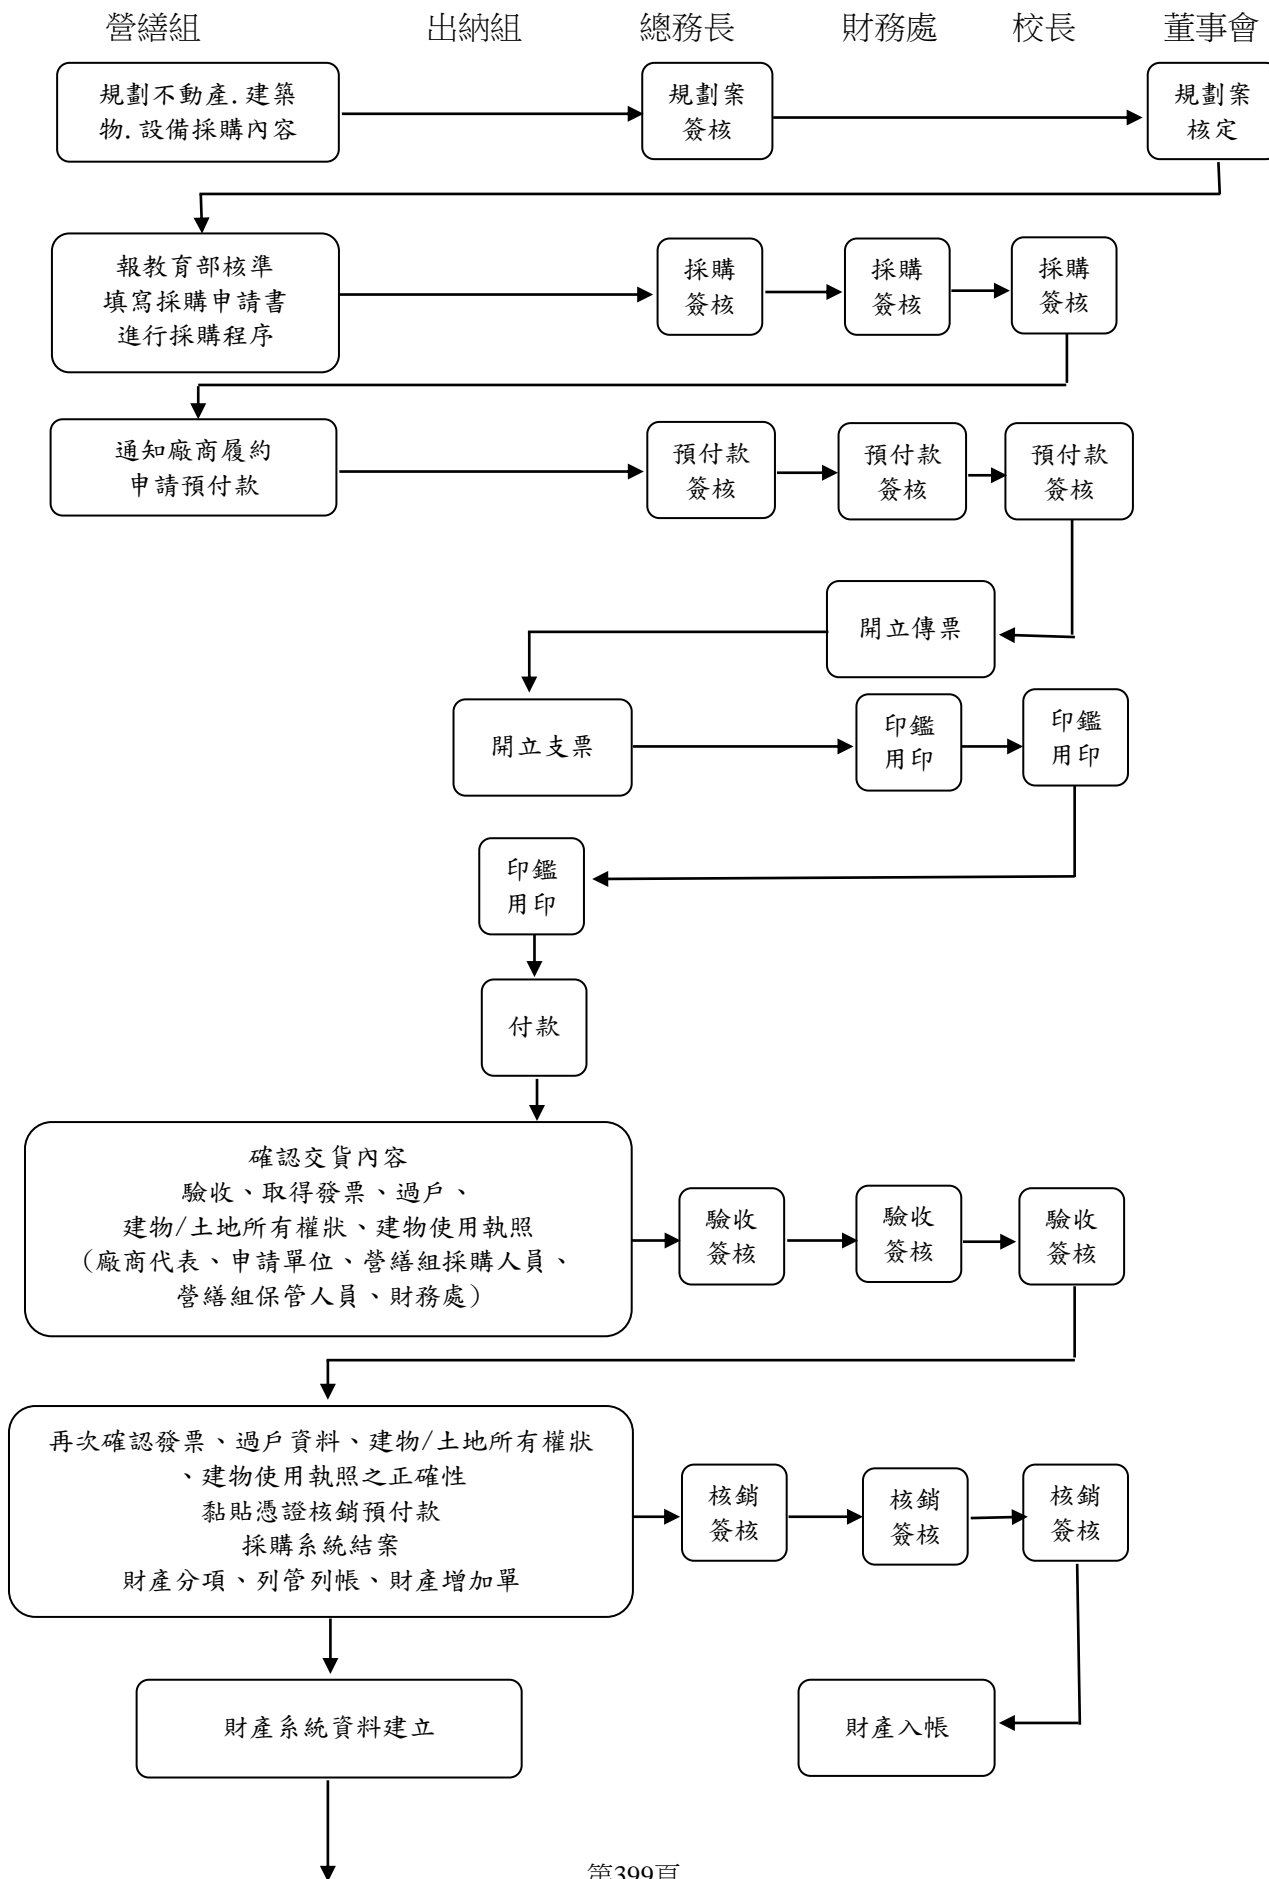 營繕組 出納組 總務長 財務處 校長 董事會
規劃不動產.建築
物.設備採購內容
規劃案
簽核
規劃案
核定
報教育部核準
填寫採購申請書
進行採購程序
採購
簽核
採購
簽核
採購
簽核
通知廠商履約
申請預付款
預付款
簽核
預付款
簽核
預付款
簽核
開立傳票
開立支票
印鑑
用印
印鑑
用印
印鑑
用印
付款
確認交貨內容
驗收、取得發票、過戶、
建物/土地所有權狀、建物使用執照
（廠商代表、申請單位、營繕組採購人員、
營繕組保管人員、財務處）
驗收
簽核
驗收
簽核
驗收
簽核
再次確認發票、過戶資料、建物/土地所有權狀
、建物使用執照之正確性
黏貼憑證核銷預付款
採購系統結案
財產分項、列管列帳、財產增加單
核銷
簽核
核銷
簽核
核銷
簽核
財產系統資料建立
財產入帳
第399頁